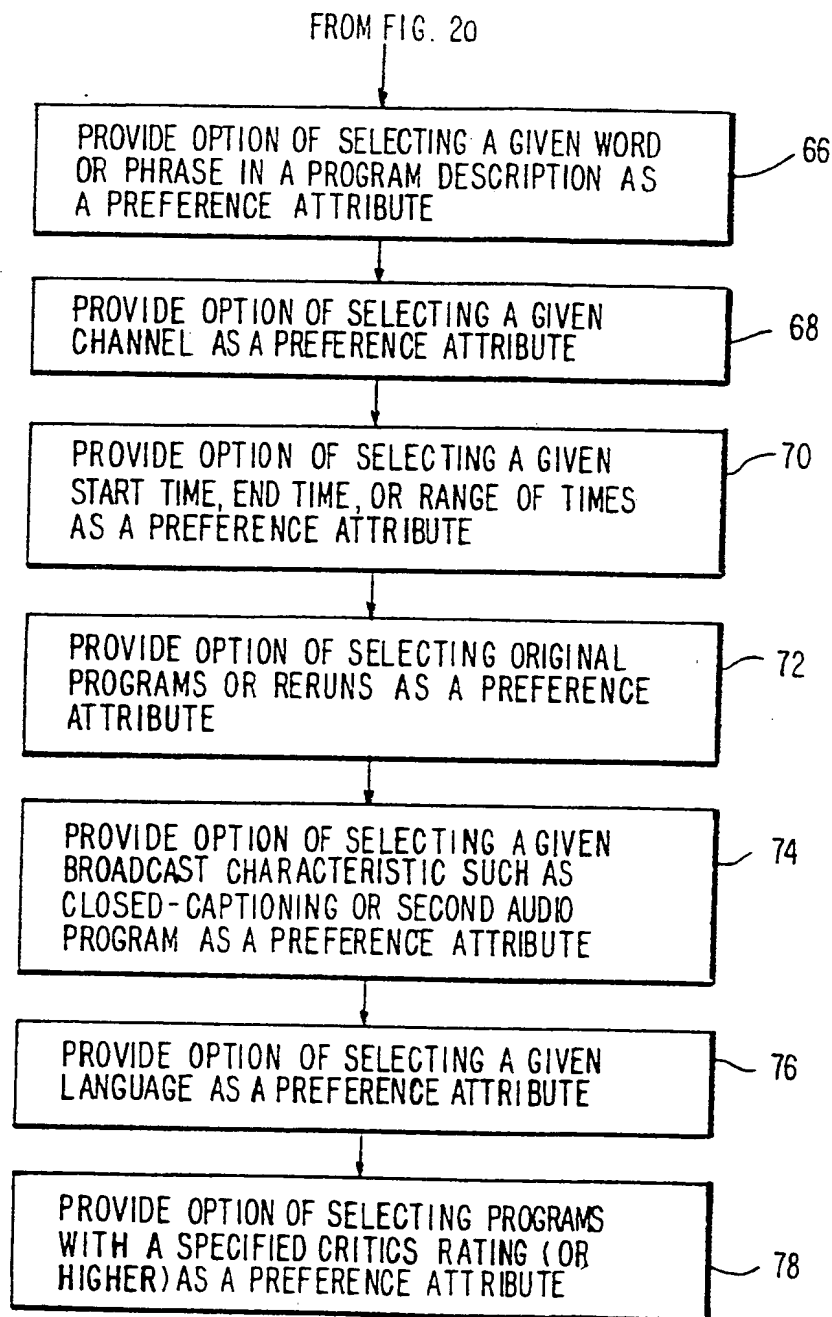 FROM FIG. 2a
PROVIDE OPTION OF SELECTING A GIVEN WORD
OR PHRASE IN A PROGRAM DESCRIPTION AS
A PREFERENCE ATTRIBUTE
66
PROVIDE OPTION OF SELECTING A GIVEN
CHANNEL AS A PREFERENCE ATTRIBUTE
68
PROVIDE OPTION OF SELECTING A GIVEN
START TIME, END TIME, OR RANGE OF TIMES
AS A PREFERENCE ATTRIBUTE
70
PROVIDE OPTION OF SELECTING ORIGINAL
PROGRAMS OR RERUNS AS A PREFERENCE
ATTRIBUTE
72
PROVIDE OPTION OF SELECTING A GIVEN
BROADCAST CHARACTERISTIC SUCH AS
CLOSED-CAPTIONING OR SECOND AUDIO
PROGRAM AS A PREFERENCE ATTRIBUTE
74
PROVIDE OPTION OF SELECTING A GIVEN
LANGUAGE AS A PREFERENCE ATTRIBUTE
76
PROVIDE OPTION OF SELECTING PROGRAMS
WITH A SPECIFIED CRITICS RATING (OR
HIGHER) AS A PREFERENCE ATTRIBUTE
78